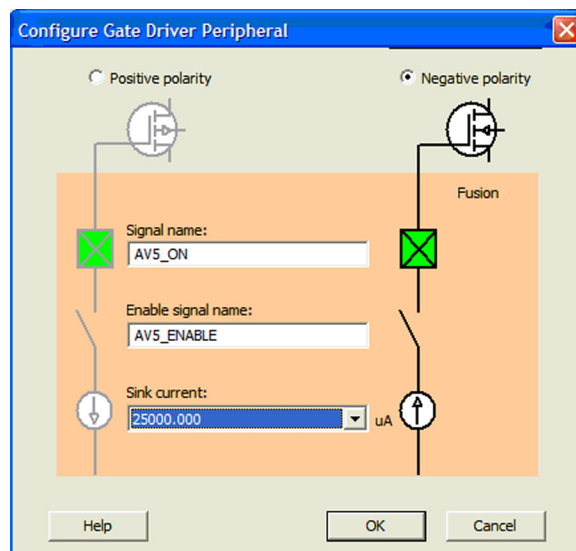 Configure Gate Driver Peripheral
Positive polarity
Negative polarity
Fusion
Signal name:
AV5_ON
Enable signal name:
AV5_ENABLE
Sink current:
25000.000
uA
Help
OK
Cancel